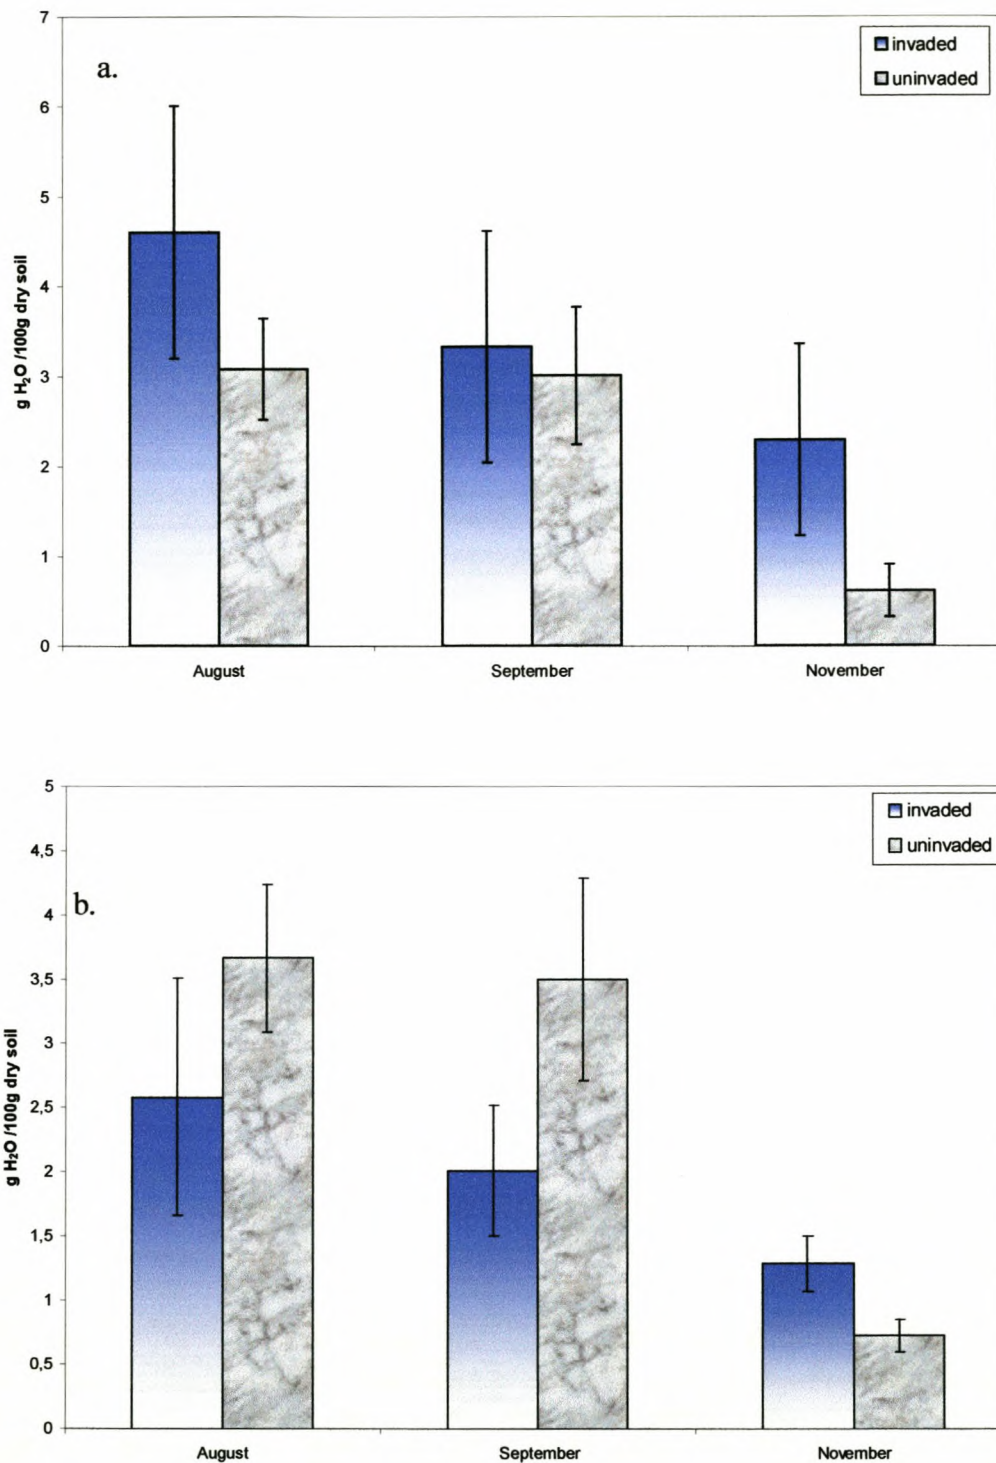 7
6
5
4
3
2
1
0
g H₂O /100g dry soil
a.
invaded
uninvaded
August
September
November
5
4,5
4
3,5
3
2,5
2
1,5
1
0,5
0
g H₂O /100g dry soil
b.
invaded
uninvaded
August
September
November